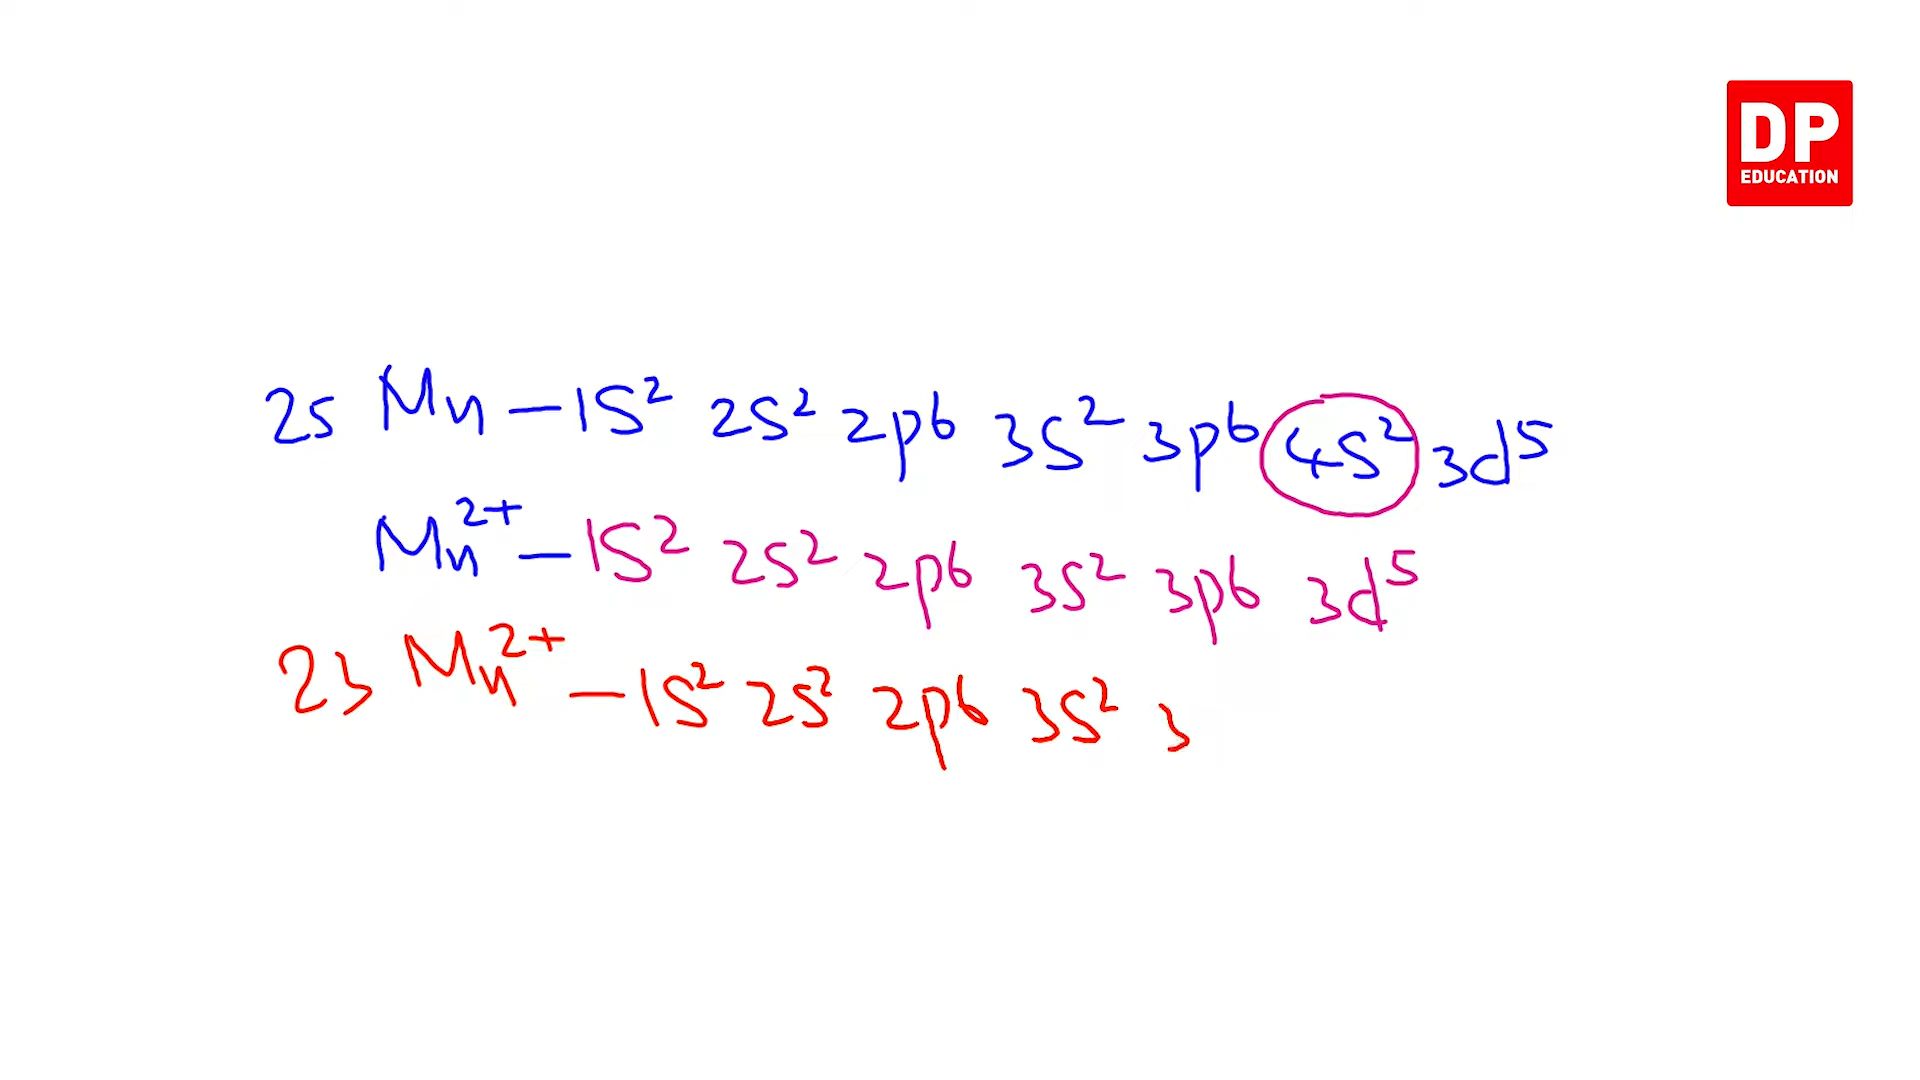 DP
EDUCATION
25 Mn – 1s² 2s² 2p⁶ 3s² 3p⁶ 4s² 3d⁵
Mn²⁺ – 1s² 2s² 2p⁶ 3s² 3p⁶ 3d⁵
23 Mn²⁺ – 1s² 2s² 2p⁶ 3s² 3